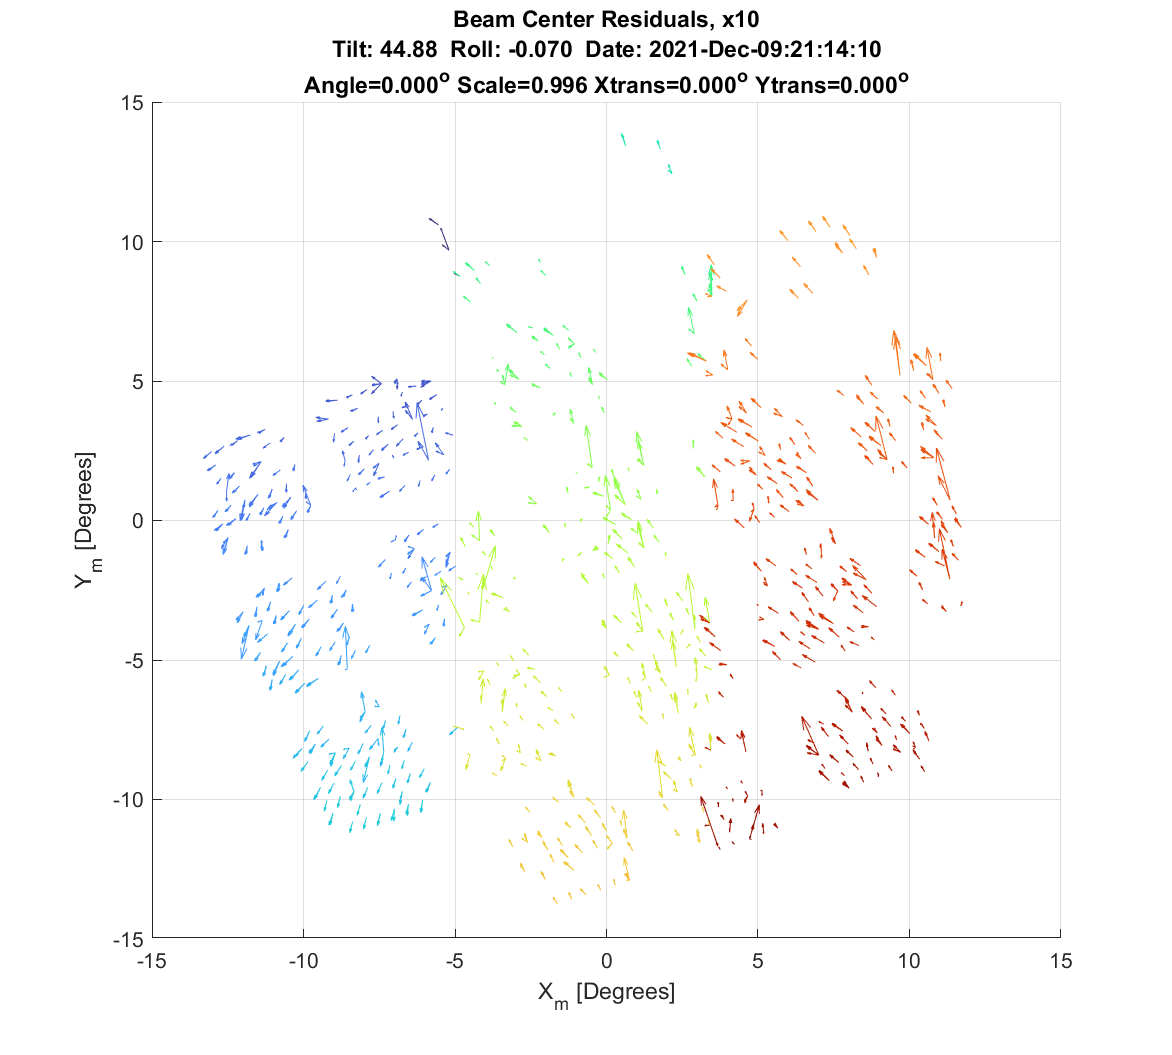 Beam Center Residuals, x10
Tilt: 44.88 Roll: -0.070 Date: 2021-Dec-09:21:14:10
Angle=0.000° Scale=0.996 Xtrans=0.000° Ytrans=0.000°
15
10
5
0
-5
-10
-15
Y_m [Degrees]
-15 -10 -5 0 5 10 15
X_m [Degrees]